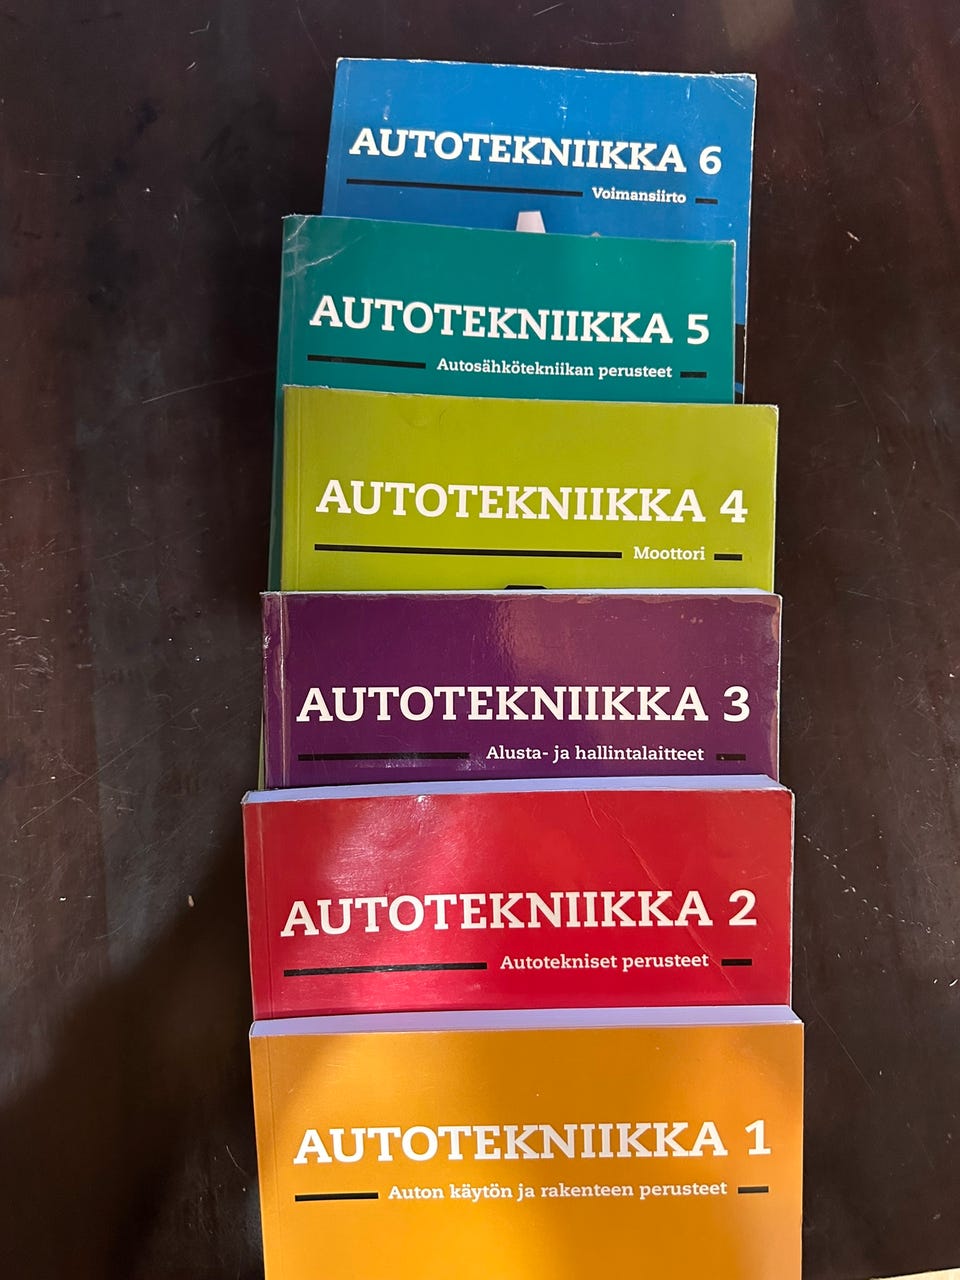 AUTOTEKNIIKKA 6
Voimansiirto
AUTOTEKNIIKKA 5
Autosähkötekniikan perusteet
AUTOTEKNIIKKA 4
Moottori
AUTOTEKNIIKKA 3
Alusta- ja hallintalaitteet
AUTOTEKNIIKKA 2
Autotekniset perusteet
AUTOTEKNIIKKA 1
Auton käytön ja rakenteen perusteet